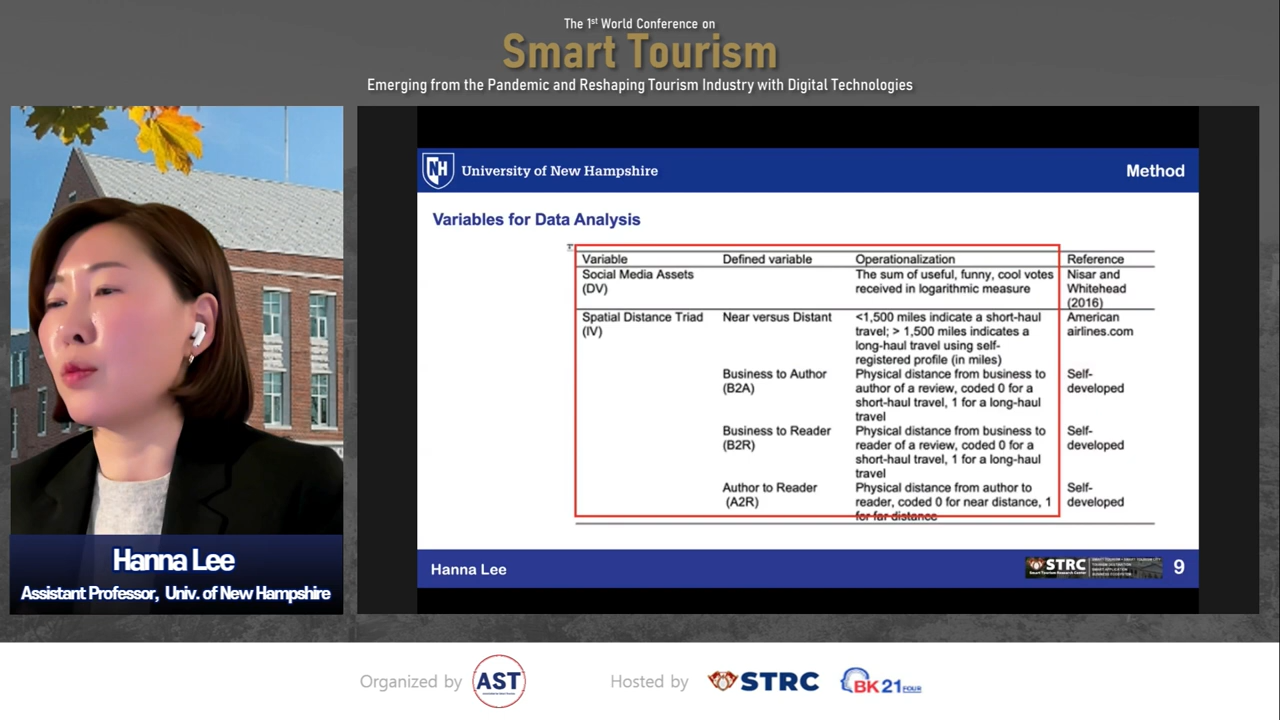 The 1st World Conference on
Smart Tourism
Emerging from the Pandemic and Reshaping Tourism Industry with Digital Technologies
NH
University of New Hampshire
Method
Variables for Data Analysis
Variable Defined variable Operationalization Reference
Social Media Assets (DV) The sum of useful, funny, cool votes received in logarithmic measure Nisar and Whitehead (2016)
Spatial Distance Triad (IV) Near versus Distant <1,500 miles indicate a short-haul travel; > 1,500 miles indicates a long-haul travel using self-registered profile (in miles) American airlines.com
Business to Author (B2A) Physical distance from business to author of a review, coded 0 for a short-haul travel, 1 for a long-haul travel Self-developed
Business to Reader (B2R) Physical distance from business to reader of a review, coded 0 for a short-haul travel, 1 for a long-haul travel Self-developed
Author to Reader (A2R) Physical distance from author to reader, coded 0 for near distance, 1 for far distance Self-developed
Hanna Lee
STRC
Smart Tourism Research Center
9
Hanna Lee
Assistant Professor, Univ. of New Hampshire
Organized by AST
Hosted by STRC BK21 FOUR